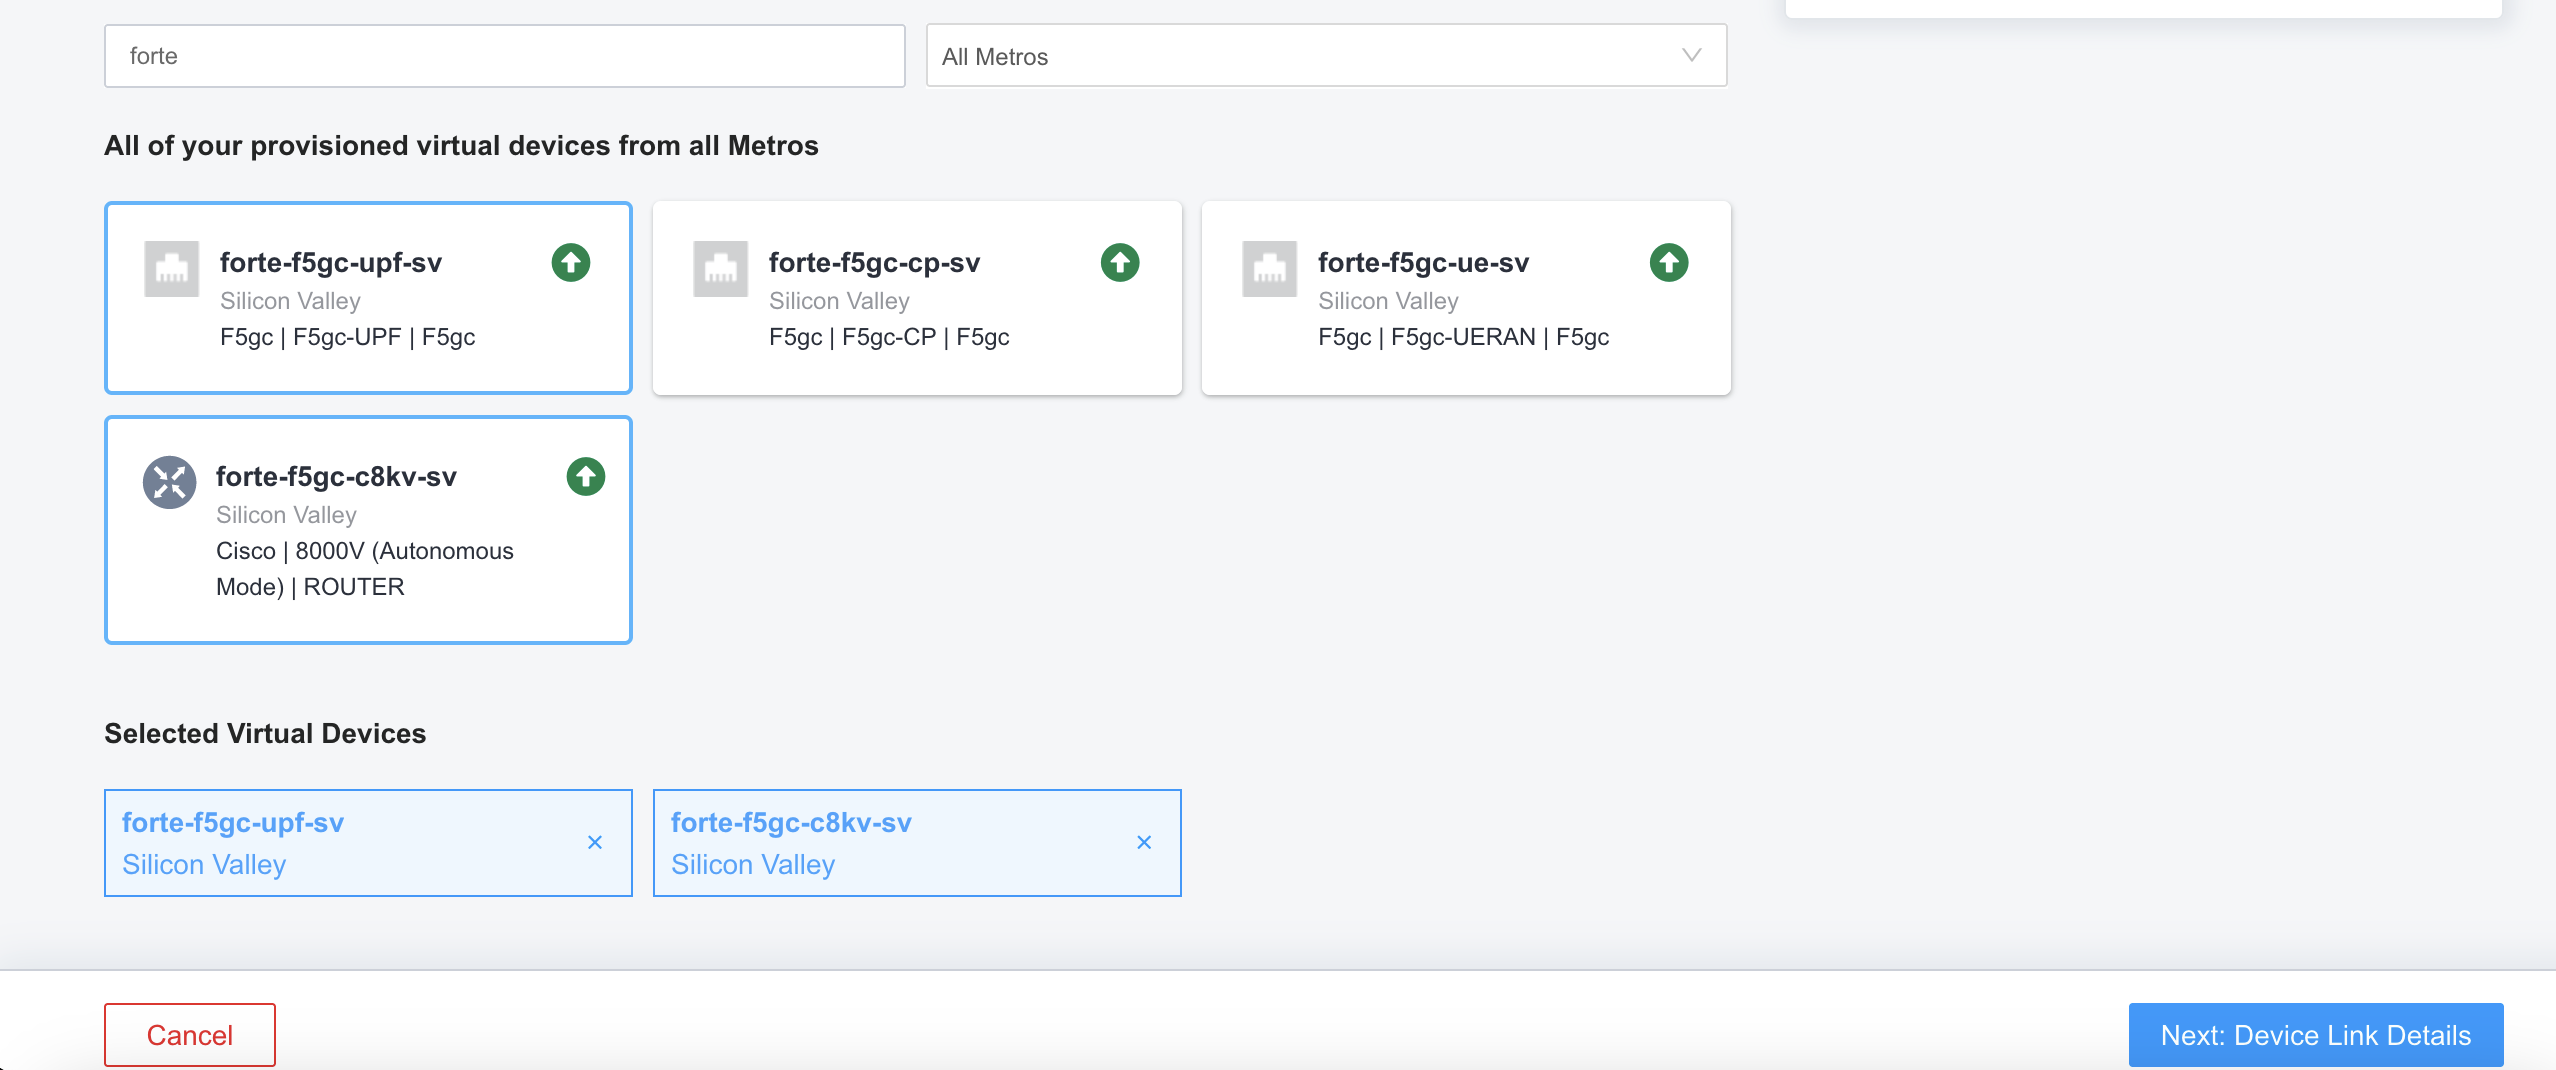 forte
All Metros
All of your provisioned virtual devices from all Metros
forte-f5gc-upf-sv
Silicon Valley
F5gc | F5gc-UPF | F5gc
forte-f5gc-cp-sv
Silicon Valley
F5gc | F5gc-CP | F5gc
forte-f5gc-ue-sv
Silicon Valley
F5gc | F5gc-UERAN | F5gc
forte-f5gc-c8kv-sv
Silicon Valley
Cisco | 8000V (Autonomous
Mode) | ROUTER
Selected Virtual Devices
forte-f5gc-upf-sv
Silicon Valley
forte-f5gc-c8kv-sv
Silicon Valley
Cancel
Next: Device Link Details